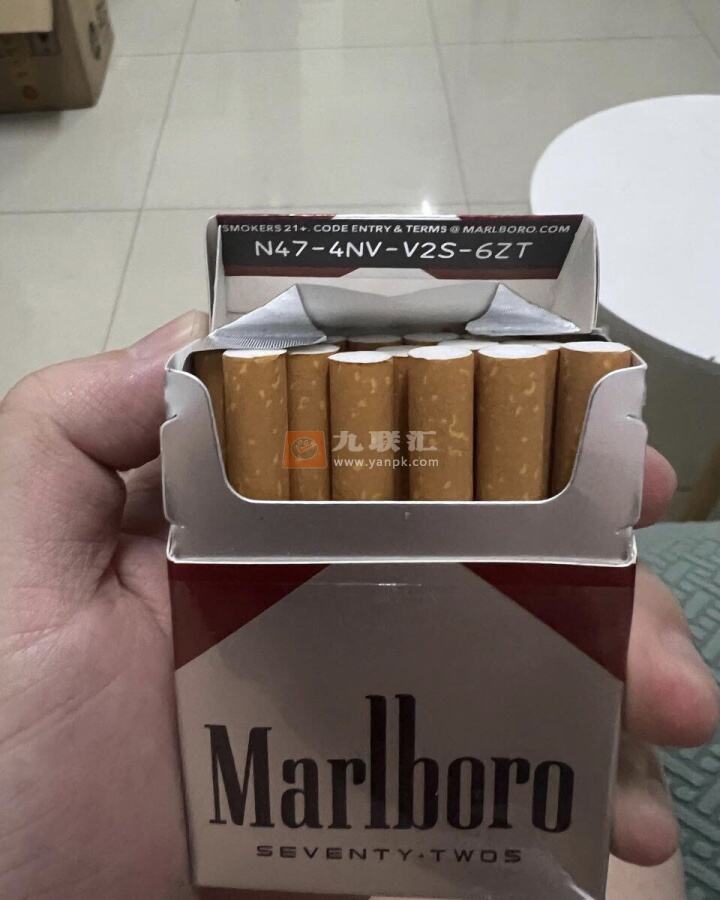 SMOKERS 21+. CODE ENTRY & TERMS @ MARLBORO.COM
N47-4NV-V2S-6ZT
九联汇
www.yanpk.com
Marlboro
SEVENTY-TWOS